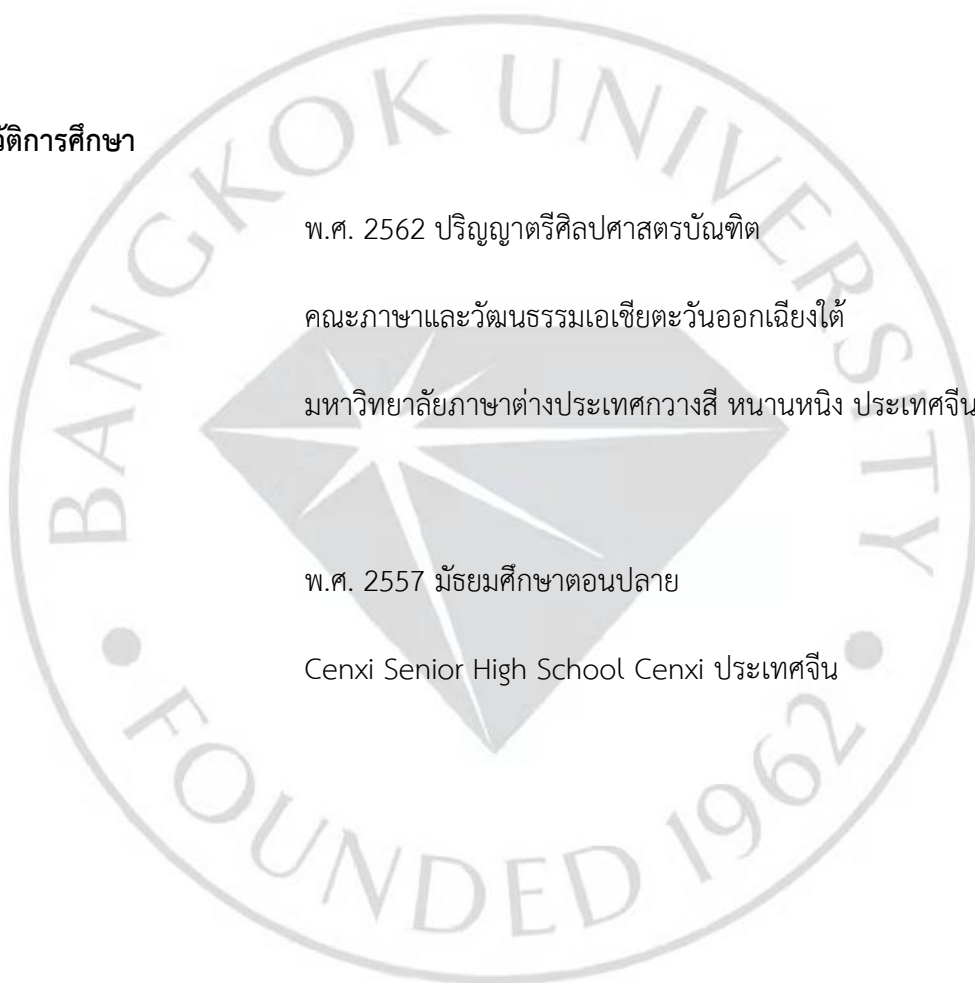 วัติการศึกษา
พ.ศ. 2562 ปริญญาตรีศิลปศาสตรบัณฑิต
คณะภาษาและวัฒนธรรมเอเชียตะวันออกเฉียงใต้
มหาวิทยาลัยภาษาต่างประเทศกวางสี หนานหนิง ประเทศจีน
พ.ศ. 2557 มัธยมศึกษาตอนปลาย
Cenxi Senior High School Cenxi ประเทศจีน
BANGKOK UNIVERSITY
FOUNDED 1962